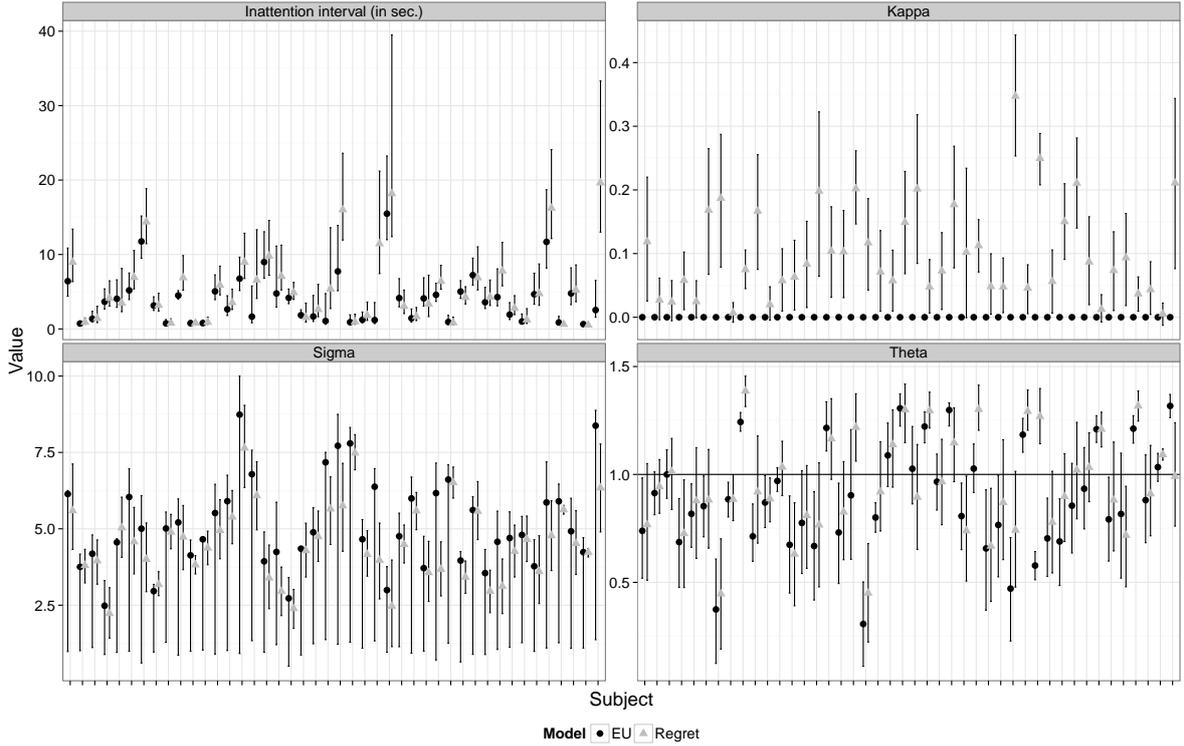 Inattention interval (in sec.)
Kappa
40
30
20
10
0
0.4
0.3
0.2
0.1
0.0
Value
Sigma
Theta
10.0
7.5
5.0
2.5
1.5
1.0
0.5
Subject
Model EU Regret